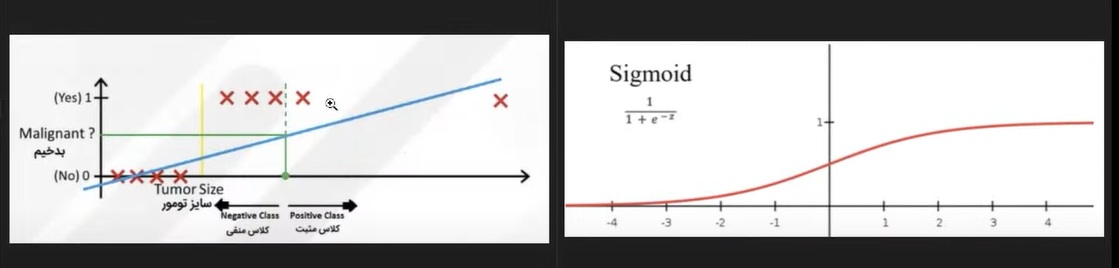 (Yes) 1
Malignant ?
بدخیم
(No) 0
Tumor Size
سایز تومور
Negative Class
Positive Class
کلاس منفی
کلاس مثبت
Sigmoid
1
1 + e^-z
1
-4 -3 -2 -1 1 2 3 4